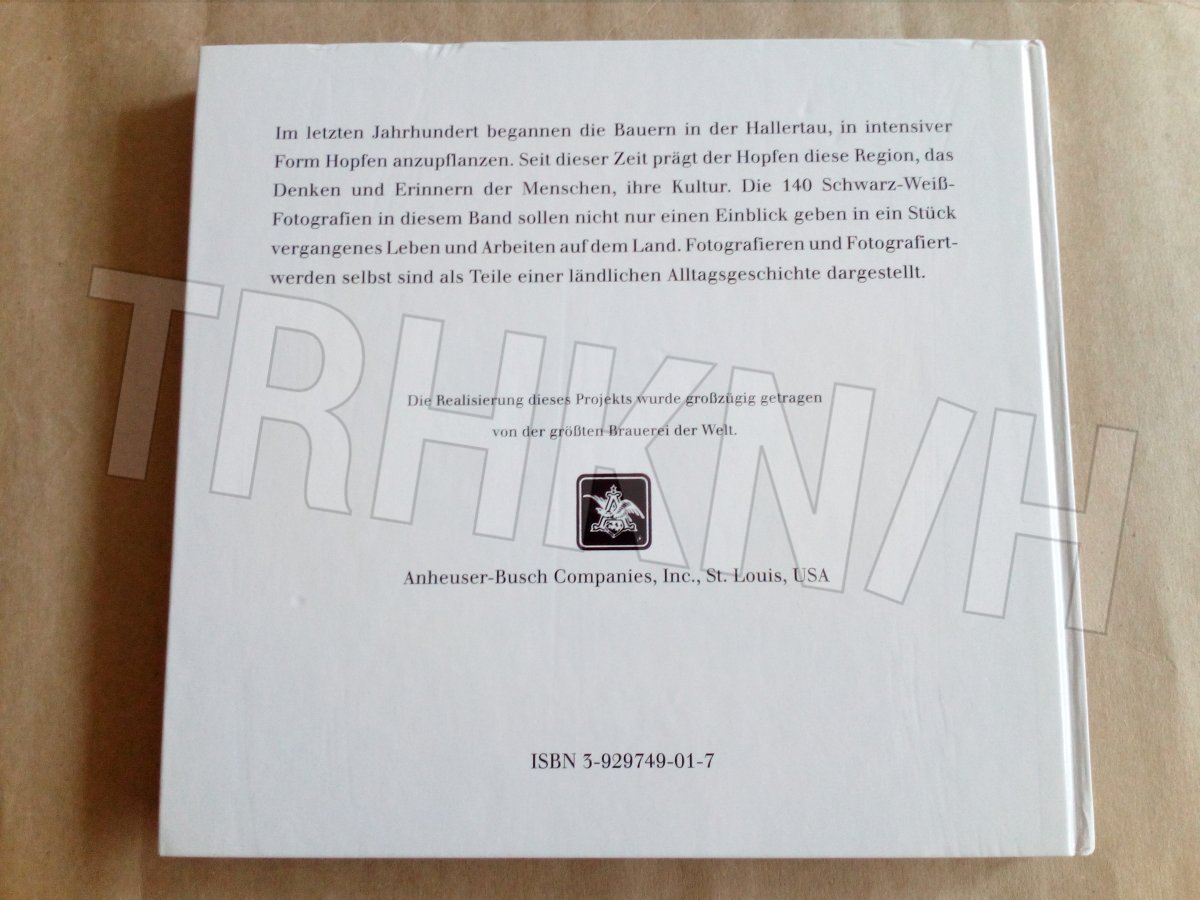 Im letzten Jahrhundert begannen die Bauern in der Hallertau, in intensiver
Form Hopfen anzupflanzen. Seit dieser Zeit prägt der Hopfen diese Region, das
Denken und Erinnern der Menschen, ihre Kultur. Die 140 Schwarz-Weiß-
Fotografien in diesem Band sollen nicht nur einen Einblick geben in ein Stück
vergangenes Leben und Arbeiten auf dem Land. Fotografieren und Fotografiert-
werden selbst sind als Teile einer ländlichen Alltagsgeschichte dargestellt.
TRHKN/H
Die Realisierung dieses Projekts wurde großzügig getragen
von der größten Brauerei der Welt.
A
Anheuser-Busch Companies, Inc., St. Louis, USA
ISBN 3-929749-01-7